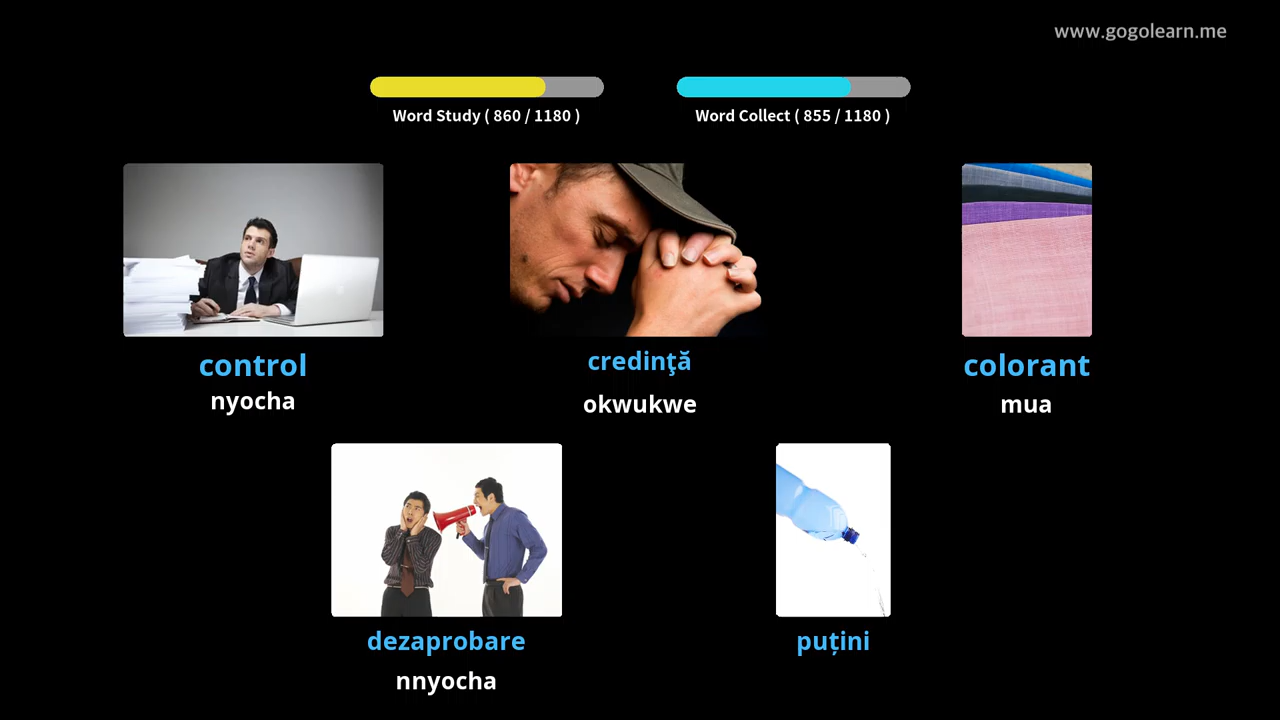 www.gogolearn.me
Word Study ( 860 / 1180 )
Word Collect ( 855 / 1180 )
control
nyocha
credinţă
okwukwe
colorant
mua
dezaprobare
nnyocha
puțini